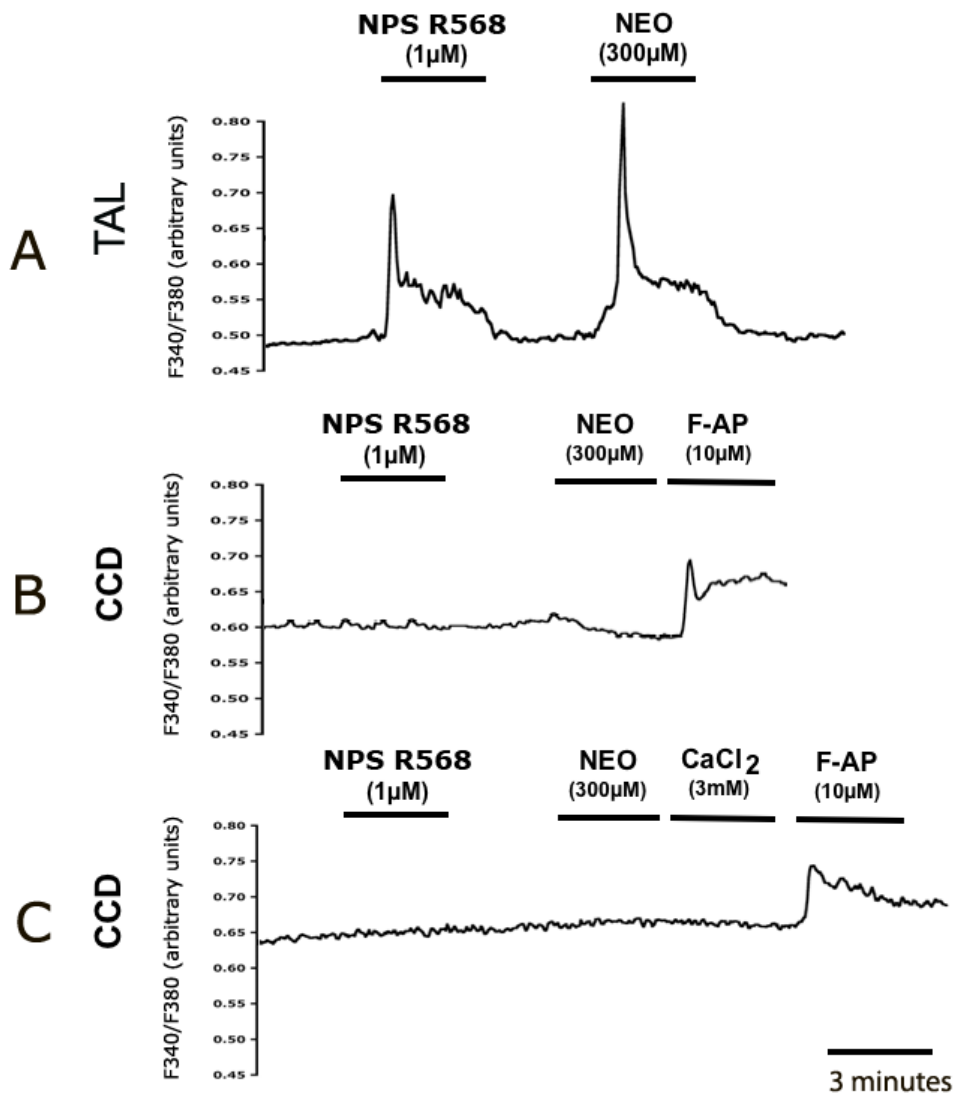 NPS R568
(1µM)
NEO
(300µM)
A
TAL
F340/F380 (arbitrary units)
0.80
0.75
0.70
0.65
0.60
0.55
0.50
0.45
NPS R568
(1µM)
NEO
(300µM)
F-AP
(10µM)
B
CCD
F340/F380 (arbitrary units)
0.80
0.75
0.70
0.65
0.60
0.55
0.50
0.45
NPS R568
(1µM)
NEO
(300µM)
CaCl2
(3mM)
F-AP
(10µM)
C
CCD
F340/F380 (arbitrary units)
0.80
0.75
0.70
0.65
0.60
0.55
0.50
0.45
3 minutes